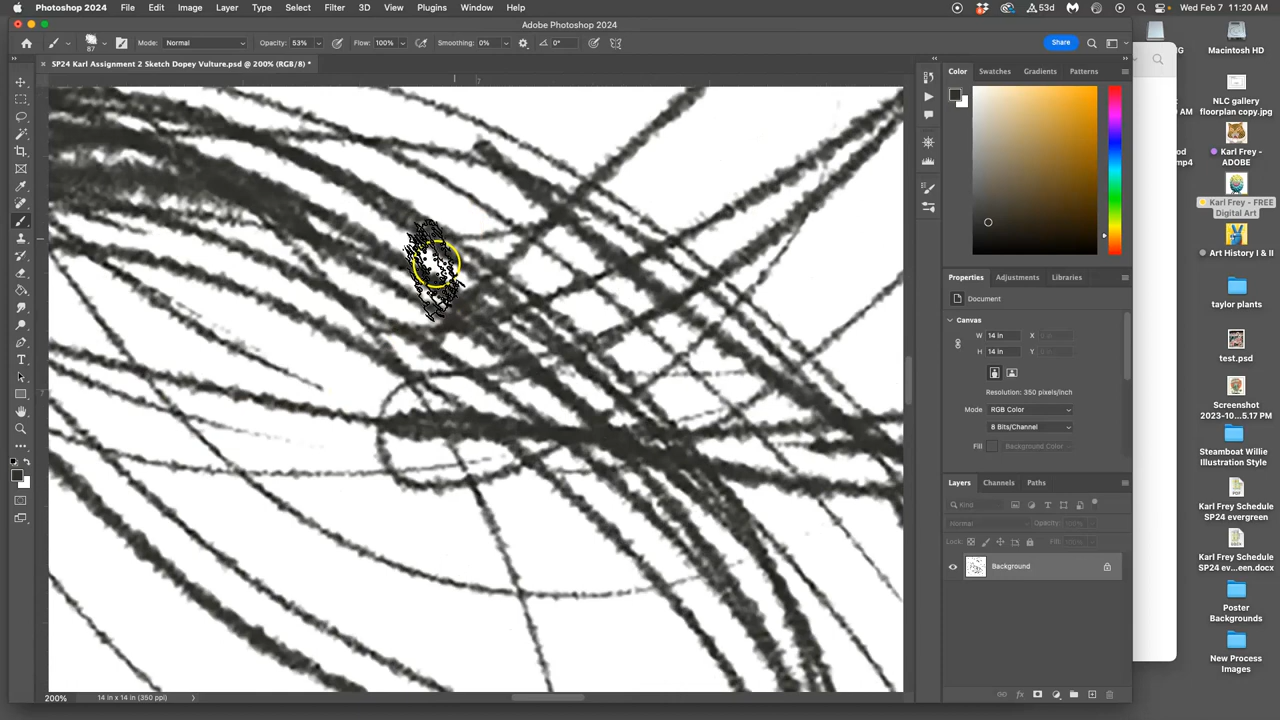 Photoshop 2024 File Edit Image Layer Type Select Filter 3D View Plugins Window Help 53d Wed Feb 7 11:20 AM
Adobe Photoshop 2024
87 Mode: Normal Opacity: 53% Flow: 100% Smoothing: 0% 0° Share
SP24 Karl Assignment 2 Sketch Dopey Vulture.psd @ 200% (RGB/8) *
7
Color Swatches Gradients Patterns
Properties Adjustments Libraries
Document
Canvas
W 14 in X
H 14 in Y
Resolution: 350 pixels/inch
Mode RGB Color
8 Bits/Channel
Fill Background Color
Layers Channels Paths
Kind
Normal Opacity: 100%
Lock: Fill: 100%
Background
200% 14 in x 14 in (350 ppi)
Macintosh HD
NLC gallery
floorplan copy.jpg
Karl Frey -
ADOBE
Karl Frey - FREE
Digital Art
Art History I & II
taylor plants
test.psd
Screenshot
2023-10...5.17 PM
Steamboat Willie
Illustration Style
Karl Frey Schedule
SP24 evergreen
Karl Frey Schedule
SP24 ev...een.docx
Poster
Backgrounds
New Process
Images